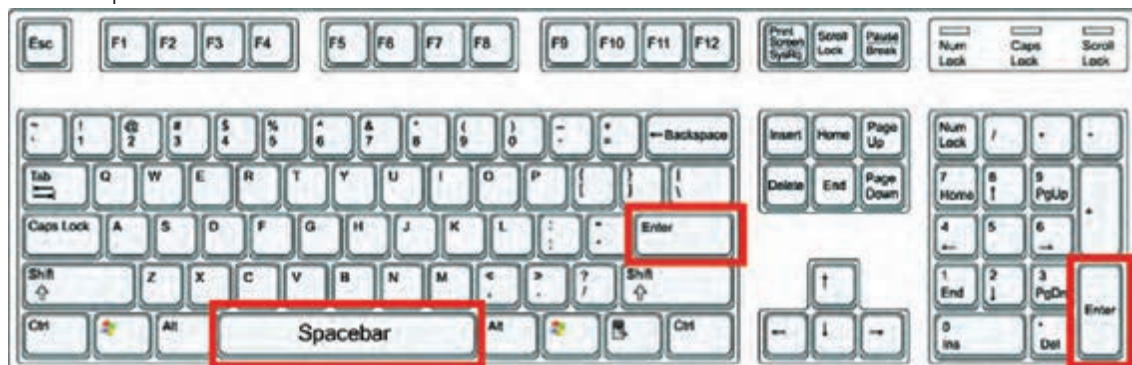 Esc F1 F2 F3 F4 F5 F6 F7 F8 F9 F10 F11 F12 Print Screen SysRq Scroll Lock Pause Break Num Lock Caps Lock Scroll Lock
~ ` ! 1 @ 2 # 3 $ 4 % 5 ^ 6 & 7 * 8 ( 9 ) 0 - + = ←Backspace Insert Home Page Up Num Lock /
Tab Q W E R T Y U I O P { [ } ] | \ Delete End Page Down 7 Home 8 ↑ 9 PgUp +
Caps Lock A S D F G H J K L : ; Enter 4 ← 5 6 →
Shift ⇧ Z X C V B N M < , > . ? / Shift ⇧ ↑ 1 End 2 ↓ 3 PgDn Enter
Ctrl Alt Spacebar Alt Ctrl ← ↓ → 0 Ins . Del